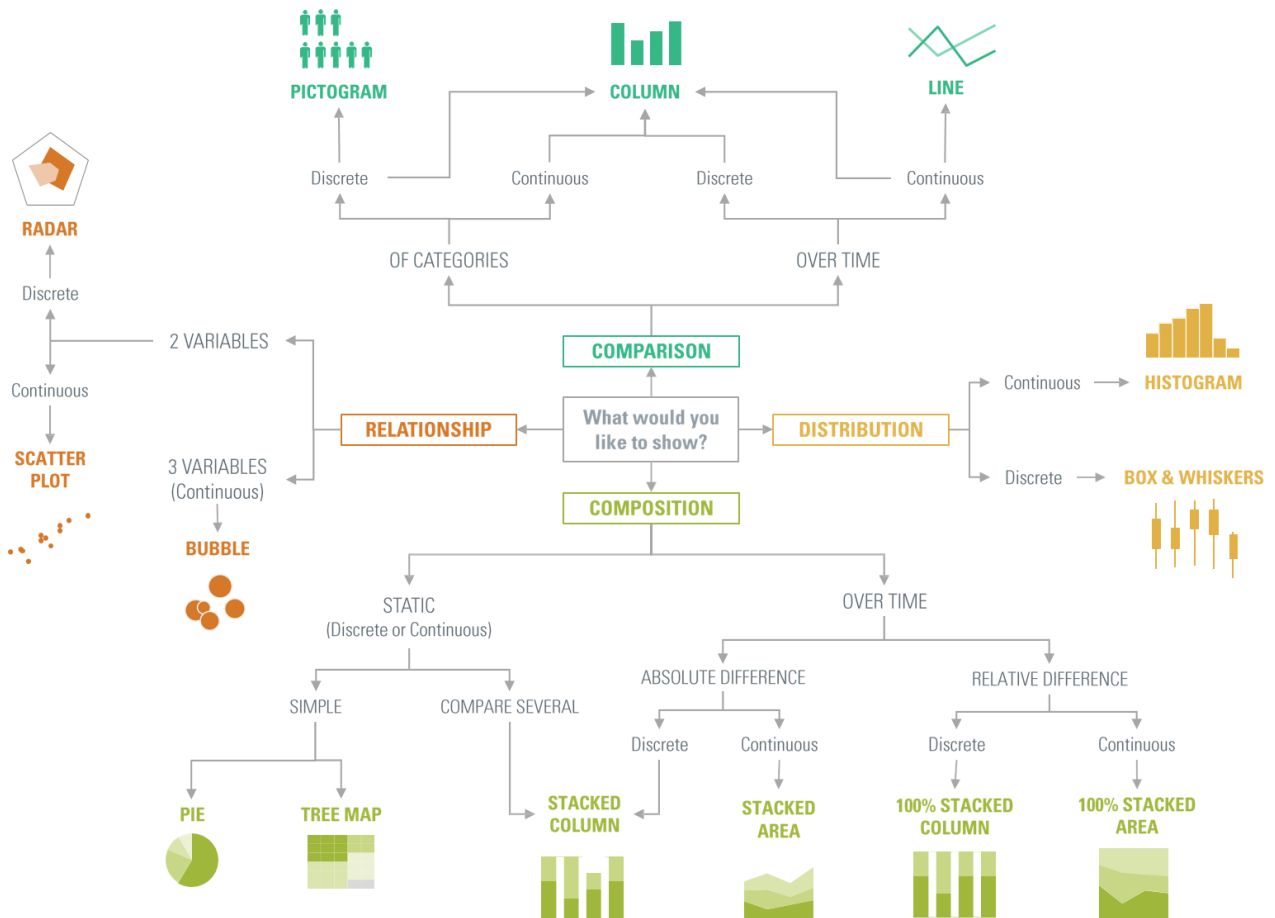 PICTOGRAM
COLUMN
LINE
Discrete
Continuous
Discrete
Continuous
OF CATEGORIES
OVER TIME
RADAR
Discrete
2 VARIABLES
Continuous
SCATTER
PLOT
3 VARIABLES
(Continuous)
BUBBLE
COMPARISON
What would you
like to show?
RELATIONSHIP
DISTRIBUTION
COMPOSITION
Continuous
HISTOGRAM
Discrete
BOX & WHISKERS
STATIC
(Discrete or Continuous)
OVER TIME
SIMPLE
COMPARE SEVERAL
ABSOLUTE DIFFERENCE
RELATIVE DIFFERENCE
Discrete
Continuous
Discrete
Continuous
PIE
TREE MAP
STACKED
COLUMN
STACKED
AREA
100% STACKED
COLUMN
100% STACKED
AREA